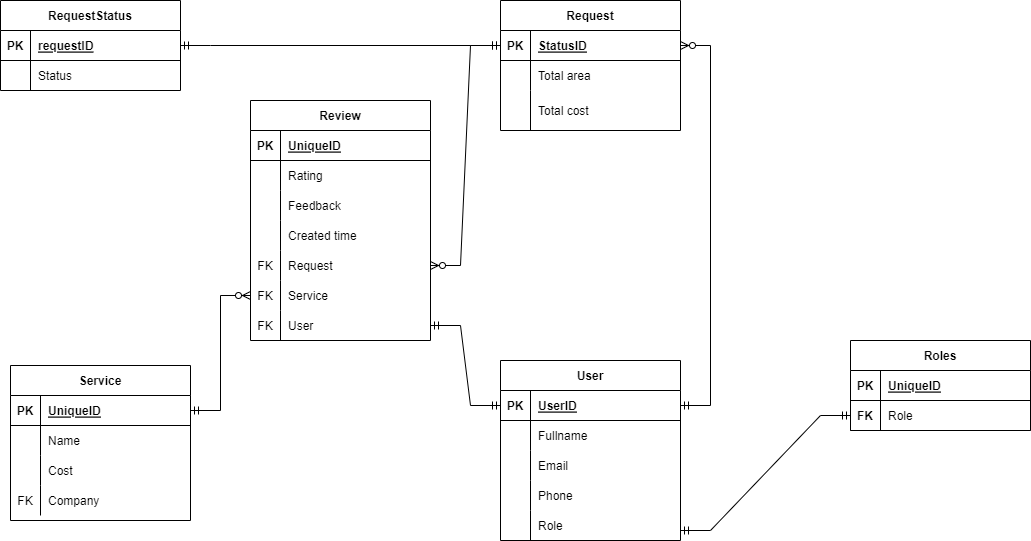 RequestStatus
PK requestID
Status
Request
PK StatusID
Total area
Total cost
Review
PK UniqueID
Rating
Feedback
Created time
FK Request
FK Service
FK User
Service
PK UniqueID
Name
Cost
FK Company
User
PK UserID
Fullname
Email
Phone
Role
Roles
PK UniqueID
FK Role